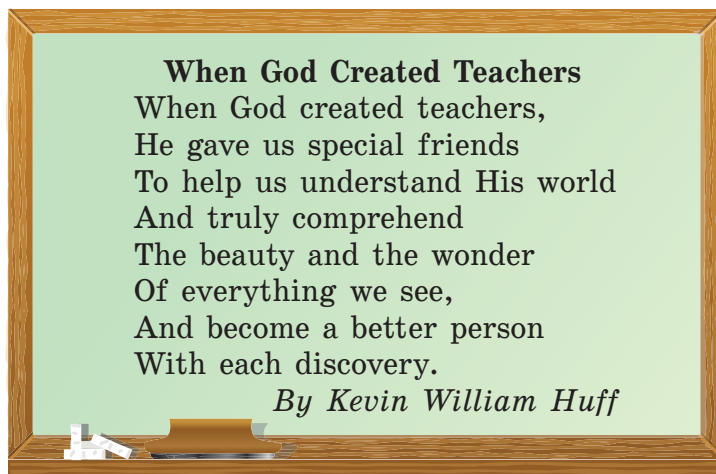 When God Created Teachers
When God created teachers,
He gave us special friends
To help us understand His world
And truly comprehend
The beauty and the wonder
Of everything we see,
And become a better person
With each discovery.
By Kevin William Huff